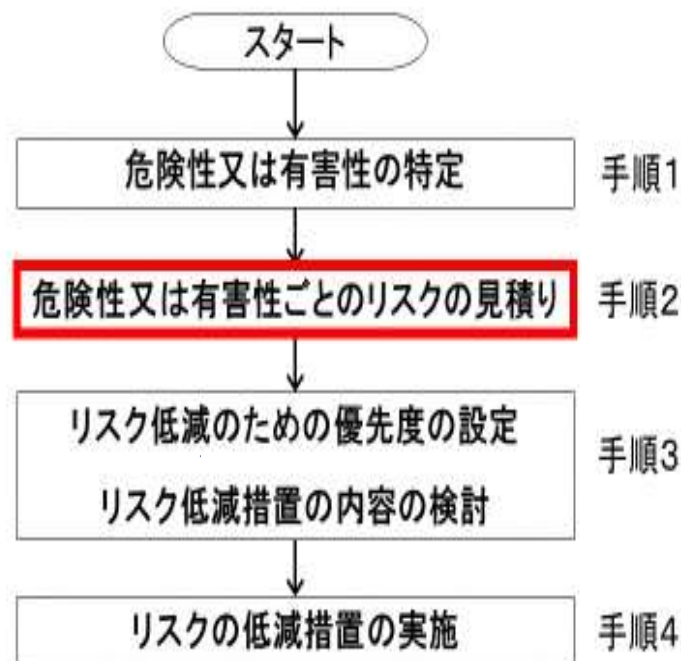 スタート
危険性又は有害性の特定
手順1
危険性又は有害性ごとのリスクの見積り
手順2
リスク低減のための優先度の設定
リスク低減措置の内容の検討
手順3
リスクの低減措置の実施
手順4